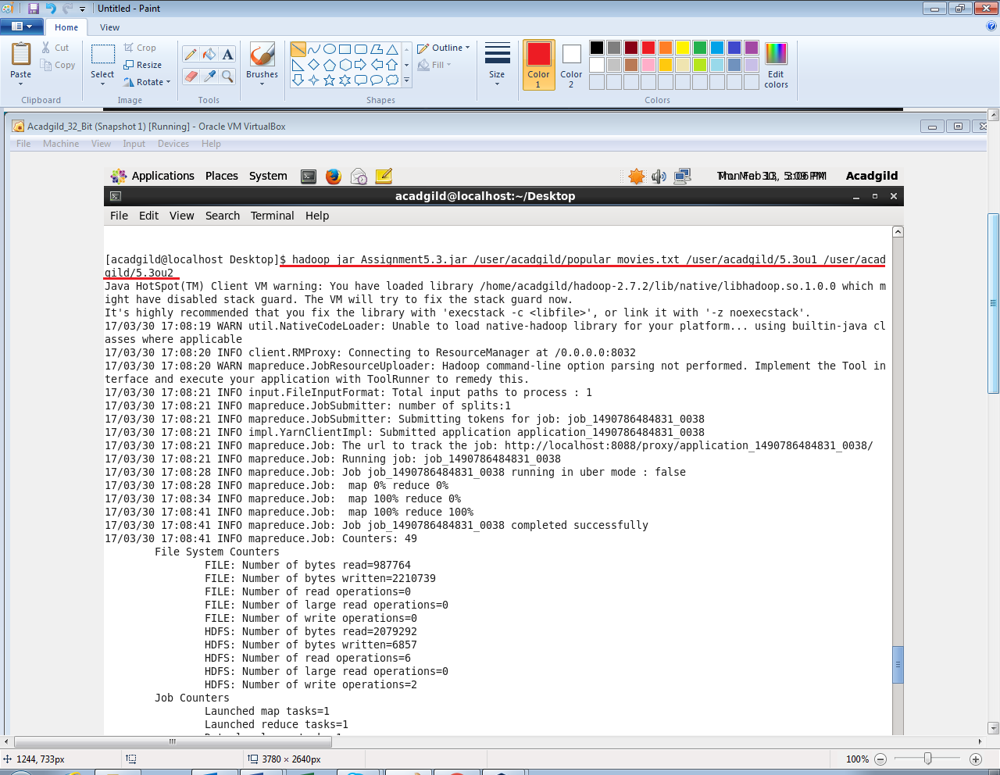 Untitled - Paint
Home View
Paste Cut Copy
Clipboard
Select Crop Resize Rotate
Image
A
Tools
Brushes
Outline Fill
Shapes
Size
Color 1 Color 2
Edit colors
Colors
Acadgild_32_Bit (Snapshot 1) [Running] - Oracle VM VirtualBox
File Machine View Input Devices Help
Applications Places System Acadgild
acadgild@localhost:~/Desktop
File Edit View Search Terminal Help
[acadgild@localhost Desktop]$ hadoop jar Assignment5.3.jar /user/acadgild/popular_movies.txt /user/acadgild/5.3ou1 /user/acad
gild/5.3ou2
Java HotSpot(TM) Client VM warning: You have loaded library /home/acadgild/hadoop-2.7.2/lib/native/libhadoop.so.1.0.0 which m
ight have disabled stack guard. The VM will try to fix the stack guard now.
It's highly recommended that you fix the library with 'execstack -c <libfile>', or link it with '-z noexecstack'.
17/03/30 17:08:19 WARN util.NativeCodeLoader: Unable to load native-hadoop library for your platform... using builtin-java cl
asses where applicable
17/03/30 17:08:20 INFO client.RMProxy: Connecting to ResourceManager at /0.0.0.0:8032
17/03/30 17:08:20 WARN mapreduce.JobResourceUploader: Hadoop command-line option parsing not performed. Implement the Tool in
terface and execute your application with ToolRunner to remedy this.
17/03/30 17:08:21 INFO input.FileInputFormat: Total input paths to process : 1
17/03/30 17:08:21 INFO mapreduce.JobSubmitter: number of splits:1
17/03/30 17:08:21 INFO mapreduce.JobSubmitter: Submitting tokens for job: job_1490786484831_0038
17/03/30 17:08:21 INFO impl.YarnClientImpl: Submitted application application_1490786484831_0038
17/03/30 17:08:21 INFO mapreduce.Job: The url to track the job: http://localhost:8088/proxy/application_1490786484831_0038/
17/03/30 17:08:21 INFO mapreduce.Job: Running job: job_1490786484831_0038
17/03/30 17:08:28 INFO mapreduce.Job: Job job_1490786484831_0038 running in uber mode : false
17/03/30 17:08:28 INFO mapreduce.Job:  map 0% reduce 0%
17/03/30 17:08:34 INFO mapreduce.Job:  map 100% reduce 0%
17/03/30 17:08:41 INFO mapreduce.Job:  map 100% reduce 100%
17/03/30 17:08:41 INFO mapreduce.Job: Job job_1490786484831_0038 completed successfully
17/03/30 17:08:41 INFO mapreduce.Job: Counters: 49
File System Counters
FILE: Number of bytes read=987764
FILE: Number of bytes written=2210739
FILE: Number of read operations=0
FILE: Number of large read operations=0
FILE: Number of write operations=0
HDFS: Number of bytes read=2079292
HDFS: Number of bytes written=6857
HDFS: Number of read operations=6
HDFS: Number of large read operations=0
HDFS: Number of write operations=2
Job Counters
Launched map tasks=1
Launched reduce tasks=1
1244, 733px 3780 × 2640px 100%